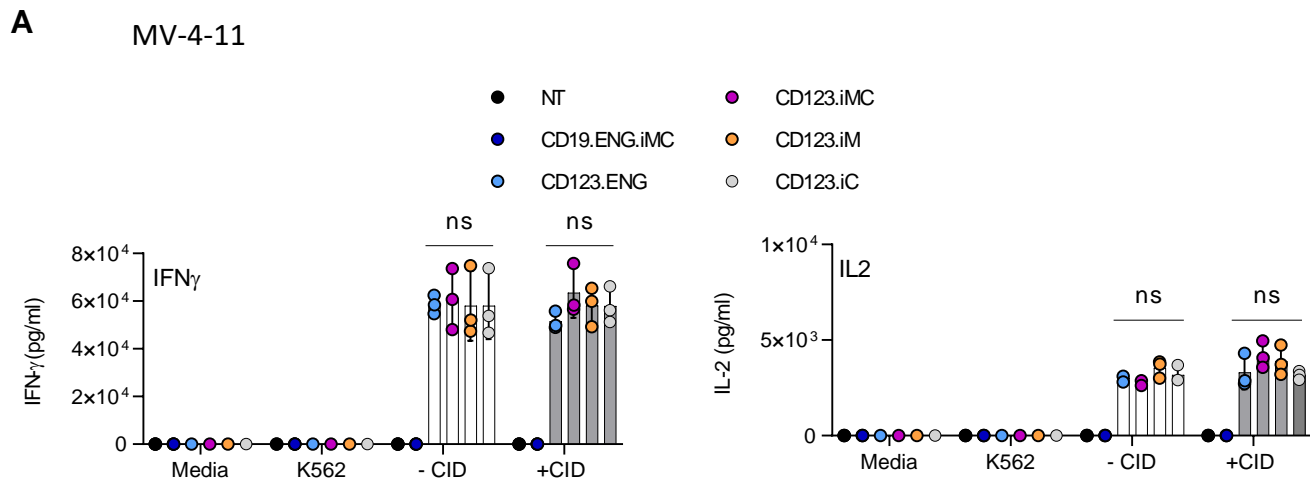 A
MV-4-11
NT
CD19.ENG.iMC
CD123.ENG
CD123.iMC
CD123.iM
CD123.iC
IFNγ (pg/ml)
8×10⁴
6×10⁴
4×10⁴
2×10⁴
0
IFNγ
ns
ns
Media
K562
- CID
+CID
IL-2 (pg/ml)
1×10⁴
5×10³
0
IL2
ns
ns
Media
K562
- CID
+CID